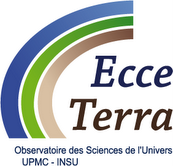 Ecce
Terra
Observatoire des Sciences de l'Univers
UPMC - INSU